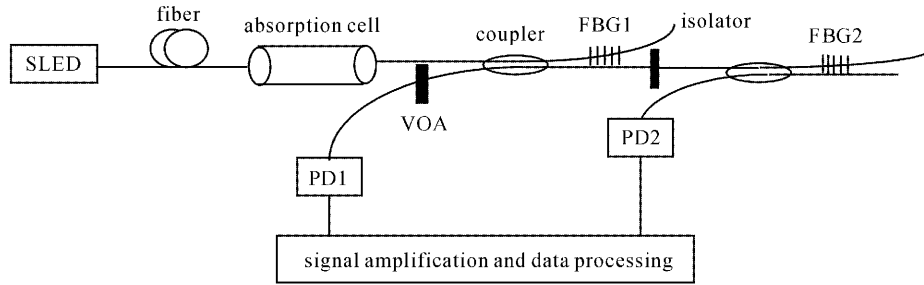 fiber
absorption cell
coupler
FBG1
isolator
FBG2
SLED
VOA
PD1
PD2
signal amplification and data processing